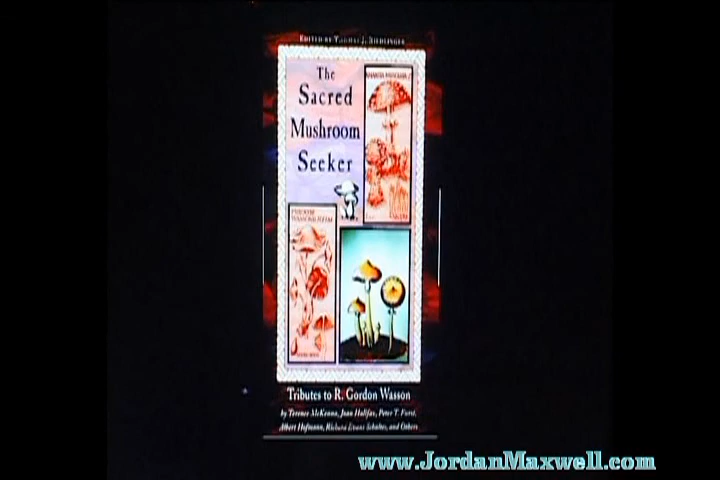 EDITED BY THOMAS J. RIEDLINGER
The
Sacred
Mushroom
Seeker
Tributes to R. Gordon Wasson
by Terence McKenna, Joan Halifax, Peter T. Furst,
Albert Hofmann, Richard Evans Schultes, and Others
www.JordanMaxwell.com